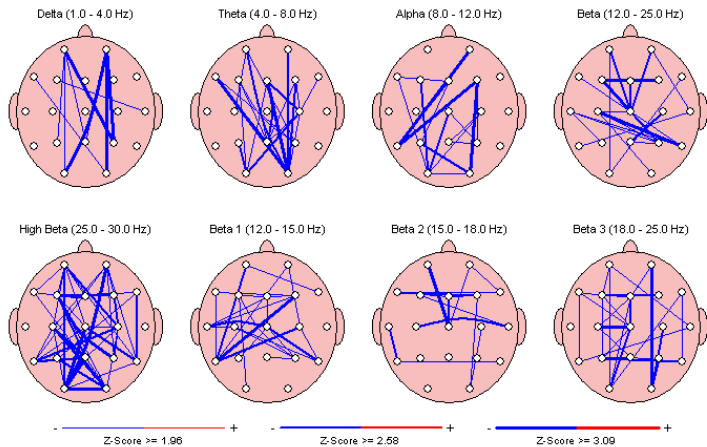 Delta (1.0 - 4.0 Hz) Theta (4.0 - 8.0 Hz) Alpha (8.0 - 12.0 Hz) Beta (12.0 - 25.0 Hz)
High Beta (25.0 - 30.0 Hz) Beta 1 (12.0 - 15.0 Hz) Beta 2 (15.0 - 18.0 Hz) Beta 3 (18.0 - 25.0 Hz)
- + - + - +
Z-Score >= 1.96 Z-Score >= 2.58 Z-Score >= 3.09